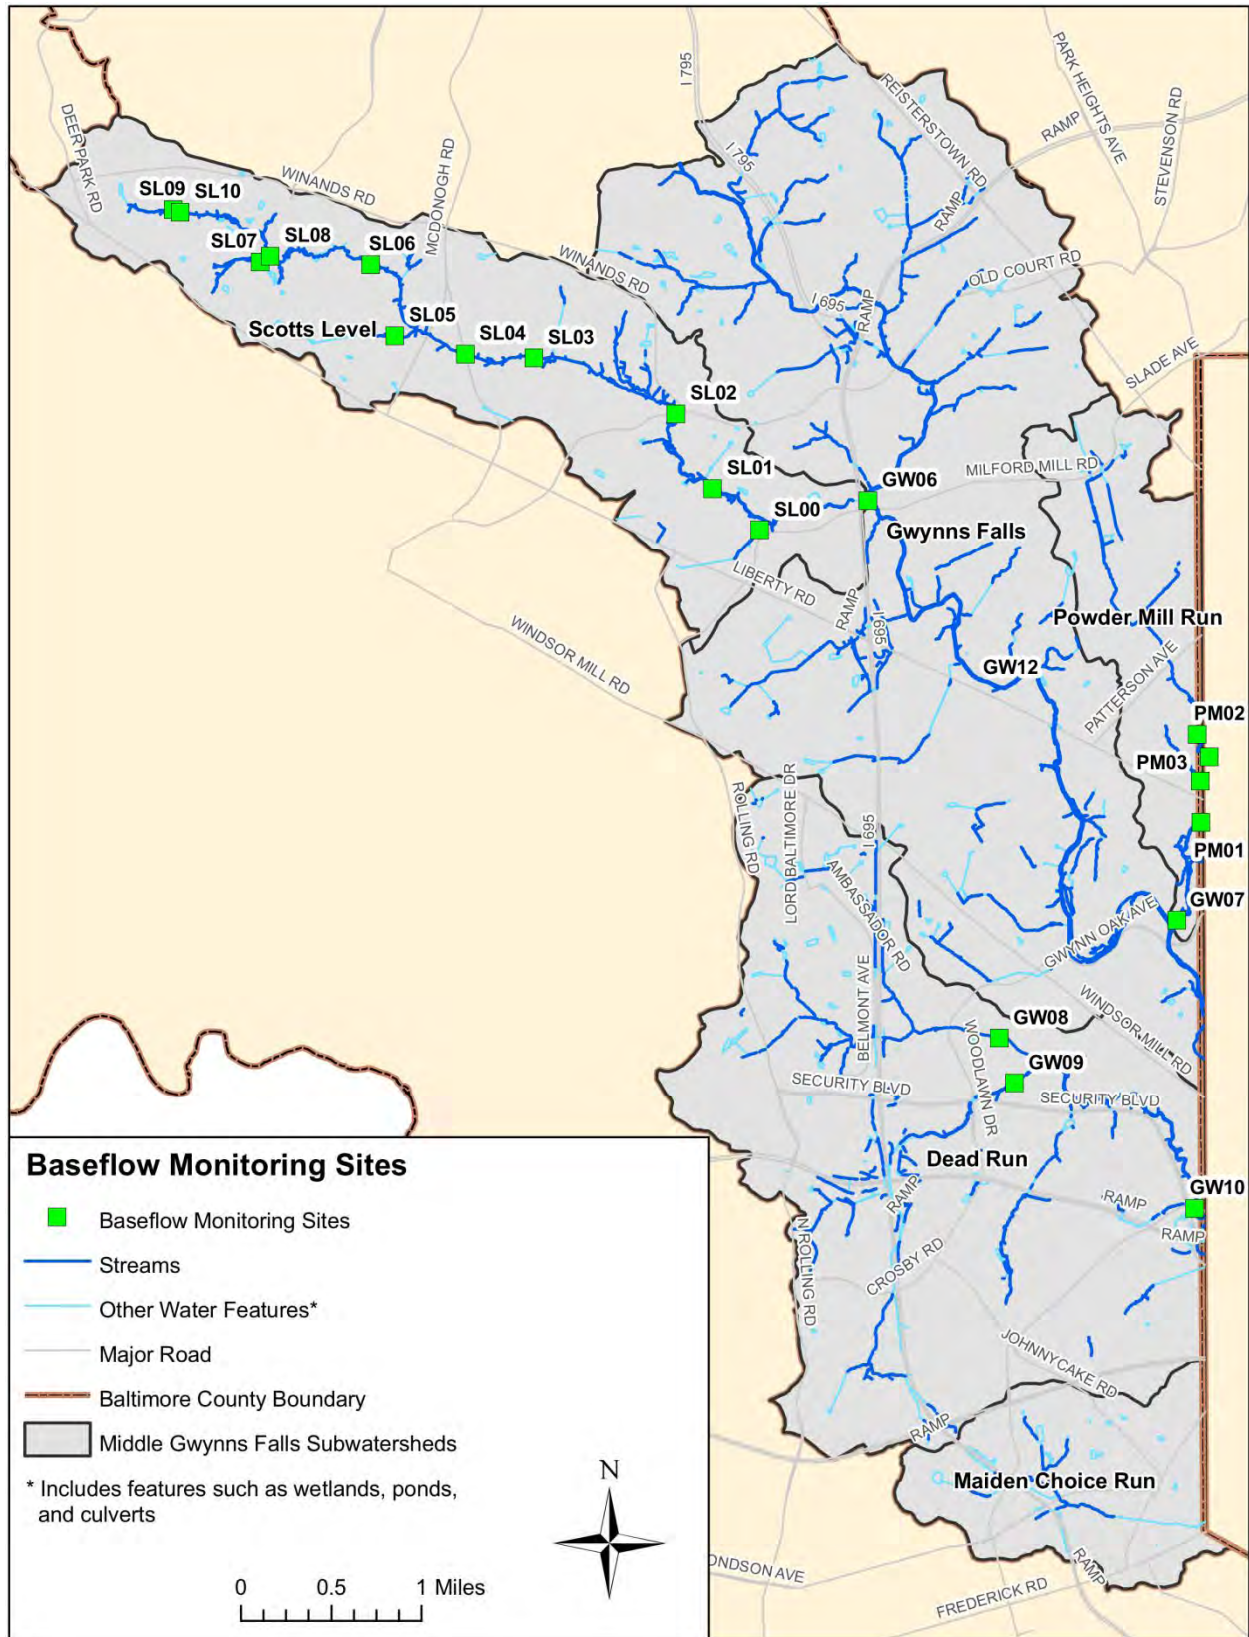 I 795
PARK HEIGHTS AVE
REISTERSTOWN RD
RAMP
STEVENSON RD
DEER PARK RD
WINANDS RD
MCDONOGH RD
I 795
RAMP
SL09
SL10
SL07
SL08
SL06
WINANDS RD
OLD COURT RD
I 695
RAMP
Scotts Level
SL05
SL04
SL03
SLADE AVE
SL02
SL01
MILFORD MILL RD
GW06
SL00
Gwynns Falls
LIBERTY RD
RAMP
I 695
WINDSOR MILL RD
Powder Mill Run
GW12
PATTERSON AVE
PM02
PM03
ROLLING RD
LORD BALTIMORE DR
I 695
PM01
AMBASSADOR RD
GW07
GWYNN OAK AVE
BELMONT AVE
WINDSOR MILL RD
GW08
WOODLAWN DR
GW09
SECURITY BLVD
SECURITY BLVD
Dead Run
RAMP
RAMP
GW10
RAMP
N ROLLING RD
CROSBY RD
JOHNNYCAKE RD
RAMP
Maiden Choice Run
ONDSON AVE
RAMP
FREDERICK RD
Baseflow Monitoring Sites
Baseflow Monitoring Sites
Streams
Other Water Features*
Major Road
Baltimore County Boundary
Middle Gwynns Falls Subwatersheds
* Includes features such as wetlands, ponds,
and culverts
N
0 0.5 1 Miles